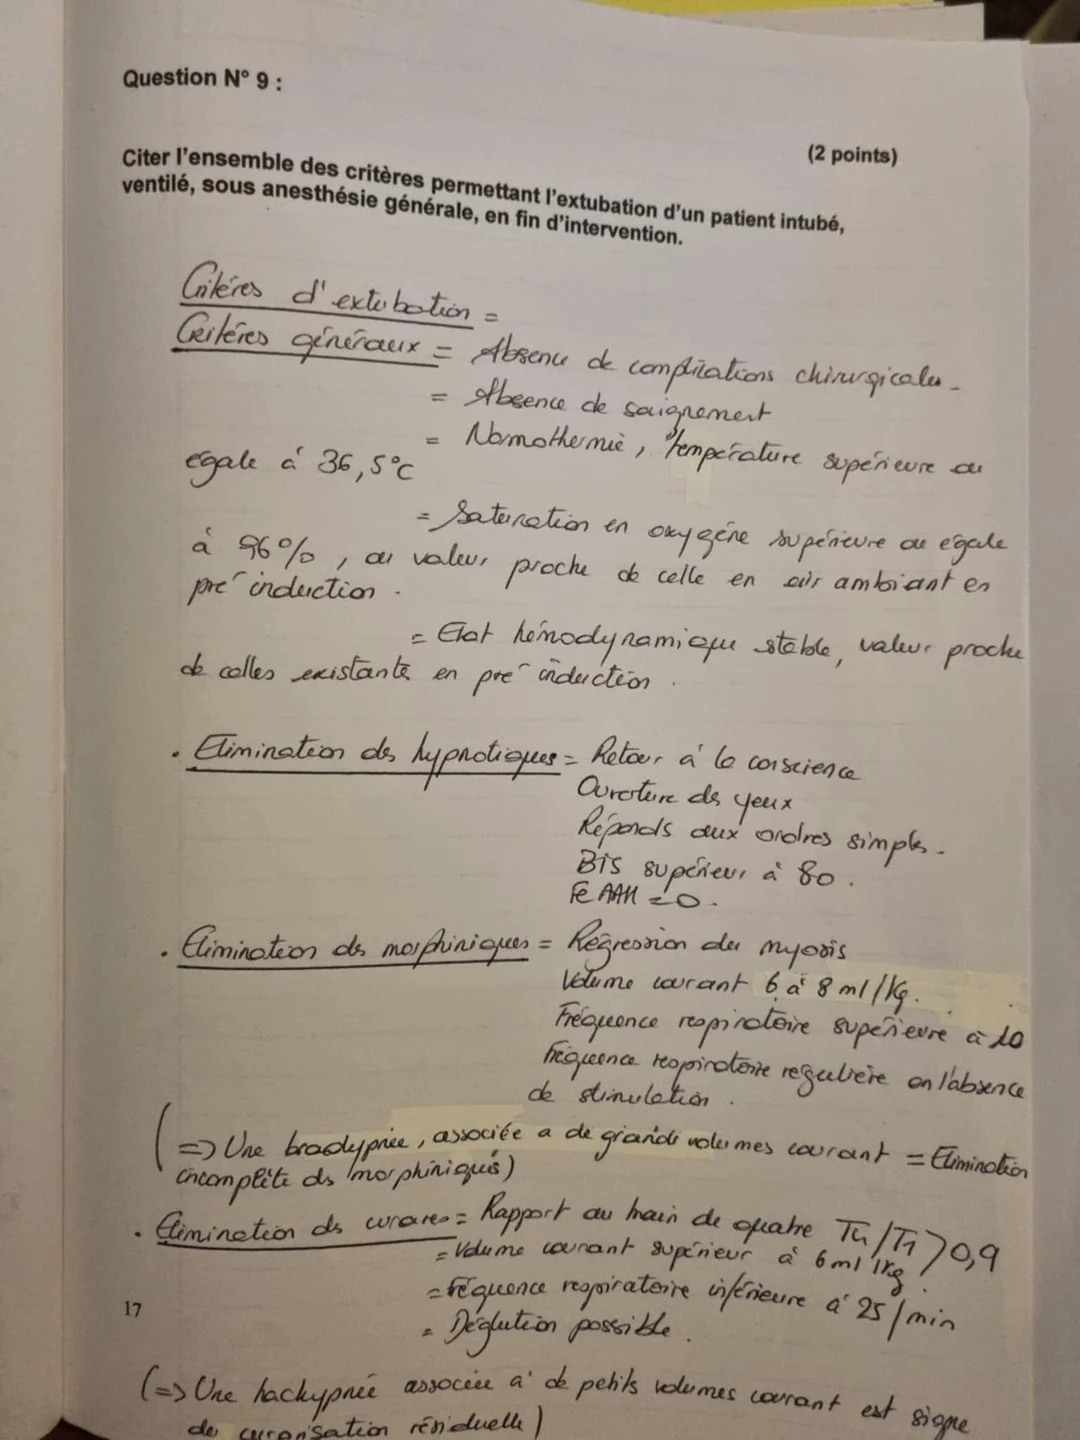 Question N° 9 :
(2 points)
Citer l'ensemble des critères permettant l'extubation d'un patient intubé,
ventilé, sous anesthésie générale, en fin d'intervention.
Critéres d'extubation =
Critéres généraux = Absence de complications chirurgicales.
= Absence de saignement
= Normothermie, température supérieure ou
égale à 36,5°C
= Saturation en oxygéne supérieure ou égale
à 96%, ou valeur proche de celle en air ambiant en
pré induction.
= Etat hémodynamique stable, valeur proche
de celles existante en pré induction.
. Elimination des hypnotiques = Retour à la conscience
Ouverture des yeux
Réponds aux ordres simples.
BIS supérieur à 80.
Fe AAH = 0.
. Elimination des morphiniques = Régression du myosis
Volume courant 6 à 8 ml/kg.
Fréquence respiratoire supérieure à 10
Fréquence respiratoire regulière en l'absence
de stimulation.
(=> Une bradypnée, associée a de grands volumes courant = Elimination
incomplète des morphiniques)
. Elimination des curares = Rapport au train de quatre T4/T1 > 0,9
= Volume courant supérieur à 6 ml/kg.
= Fréquence respiratoire inférieure à 25/min
= Déglution possible.
17
(=> Une tachypnée associée à de petits volumes courant est signe
de curarisation résiduelle)